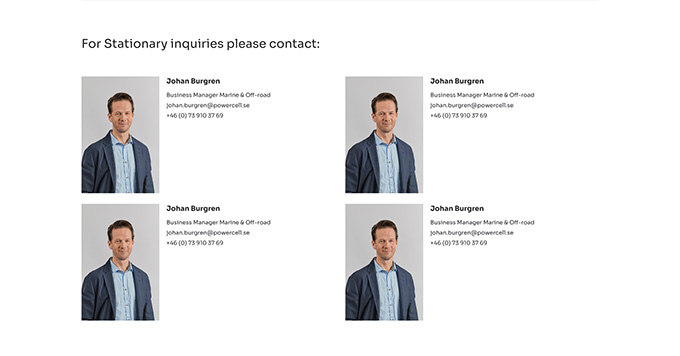 For Stationary inquiries please contact:
Johan Burgren
Business Manager Marine & Off-road
johan.burgren@powercell.se
+46 (0) 73 910 37 69
Johan Burgren
Business Manager Marine & Off-road
johan.burgren@powercell.se
+46 (0) 73 910 37 69
Johan Burgren
Business Manager Marine & Off-road
johan.burgren@powercell.se
+46 (0) 73 910 37 69
Johan Burgren
Business Manager Marine & Off-road
johan.burgren@powercell.se
+46 (0) 73 910 37 69